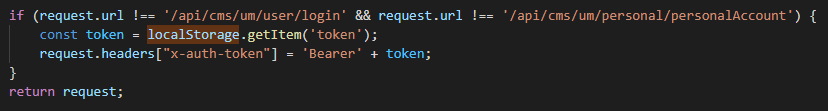 if (request.url !== '/api/cms/um/user/login' && request.url !== '/api/cms/um/personal/personalAccount') {
    const token = localStorage.getItem('token');
    request.headers["x-auth-token"] = 'Bearer' + token;
}
return request;